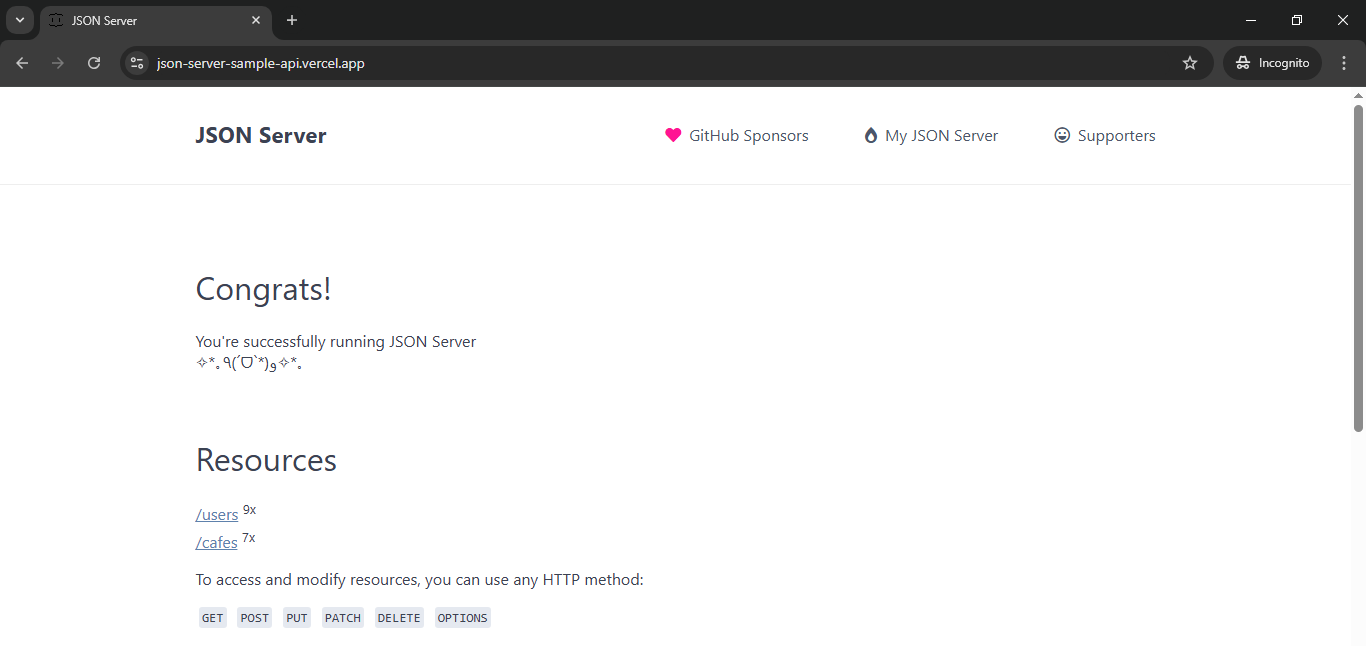 JSON Server
json-server-sample-api.vercel.app
Incognito
JSON Server
GitHub Sponsors
My JSON Server
Supporters
Congrats!
You're successfully running JSON Server
✧*｡٩(ˊᗜˋ*)و✧*｡
Resources
/users 9x
/cafes 7x
To access and modify resources, you can use any HTTP method:
GET POST PUT PATCH DELETE OPTIONS